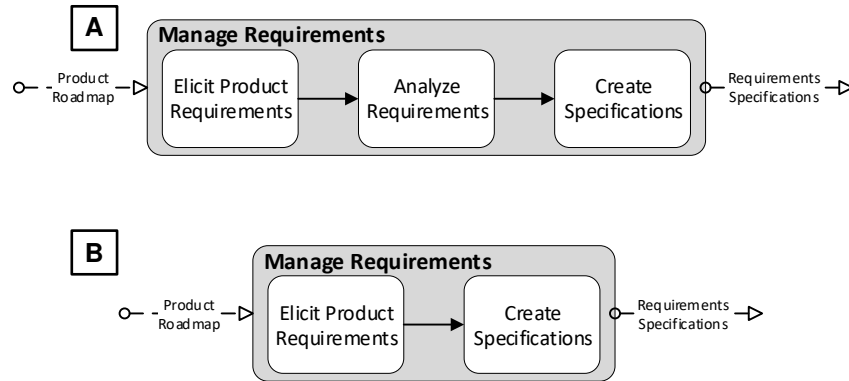 A
Manage Requirements
Product
Roadmap
Elicit Product
Requirements
Analyze
Requirements
Create
Specifications
Requirements
Specifications
B
Manage Requirements
Product
Roadmap
Elicit Product
Requirements
Create
Specifications
Requirements
Specifications